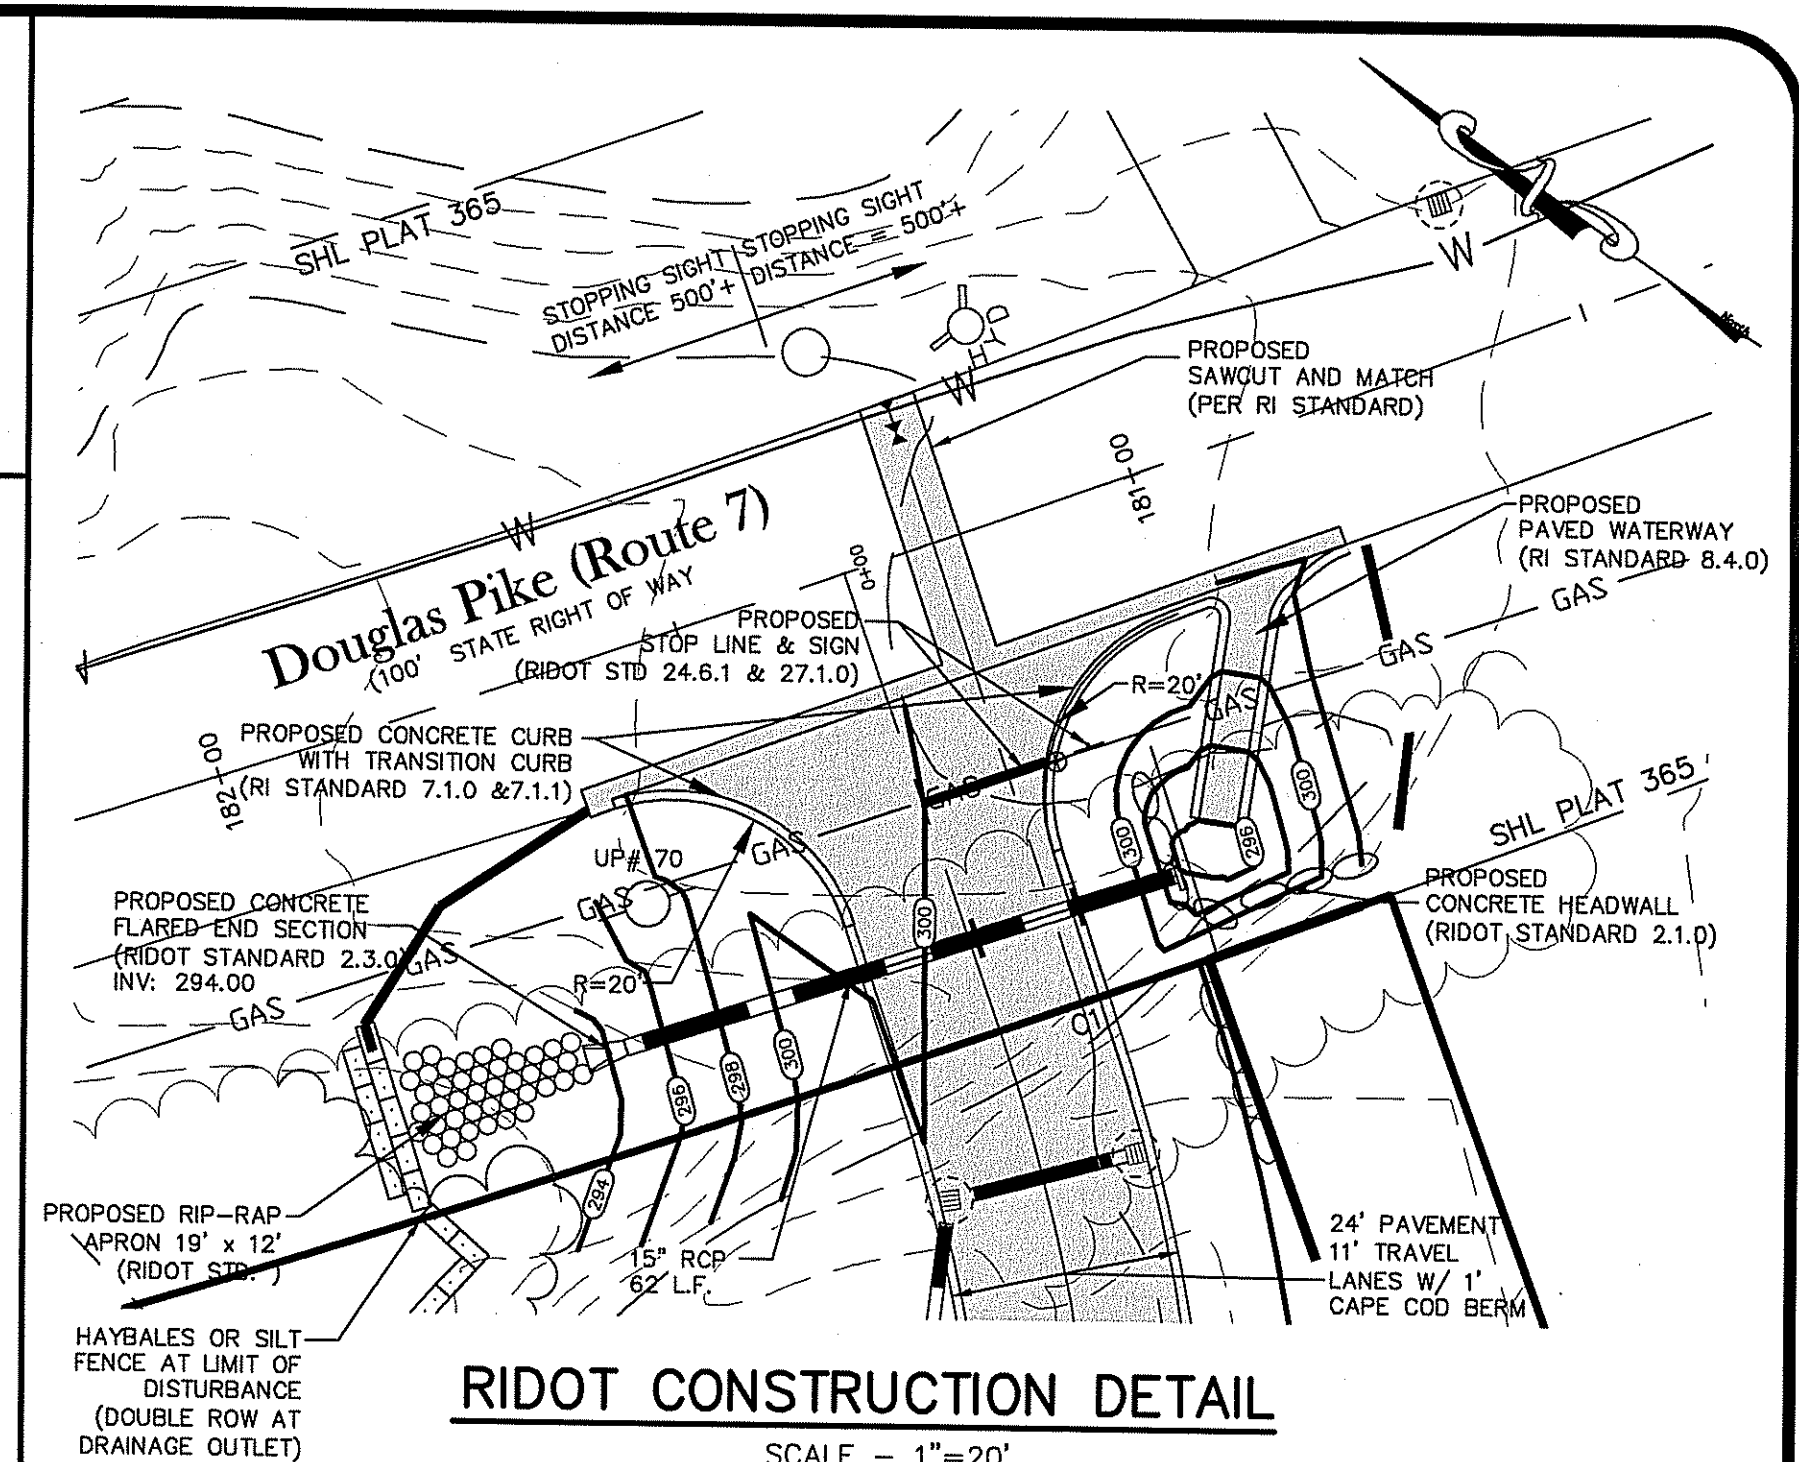 SHL PLAT 365
STOPPING SIGHT
DISTANCE 500'+
STOPPING SIGHT
DISTANCE = 500'+
North
W
HYD
W
PROPOSED
SAWCUT AND MATCH
(PER RI STANDARD)
181+00
W
Douglas Pike (Route 7)
(100' STATE RIGHT OF WAY
0+00
PROPOSED
PAVED WATERWAY
(RI STANDARD 8.4.0)
GAS
GAS
PROPOSED
STOP LINE & SIGN
(RIDOT STD 24.6.1 & 27.1.0)
R=20'
GAS
182+00
PROPOSED CONCRETE CURB
WITH TRANSITION CURB
(RI STANDARD 7.1.0 &7.1.1)
GAS
300
SHL PLAT 365
300
296
UP# 70
GAS
GAS
PROPOSED CONCRETE
FLARED END SECTION
(RIDOT STANDARD 2.3.0)
INV: 294.00
GAS
GAS
R=20'
300
PROPOSED
CONCRETE HEADWALL
(RIDOT STANDARD 2.1.0)
C1
300
298
296
294
PROPOSED RIP-RAP
APRON 19' x 12'
(RIDOT STD. )
15" RCP
62 L.F.
24' PAVEMENT
11' TRAVEL
LANES W/ 1'
CAPE COD BERM
HAYBALES OR SILT
FENCE AT LIMIT OF
DISTURBANCE
(DOUBLE ROW AT
DRAINAGE OUTLET)
RIDOT CONSTRUCTION DETAIL
SCALE - 1"=20'